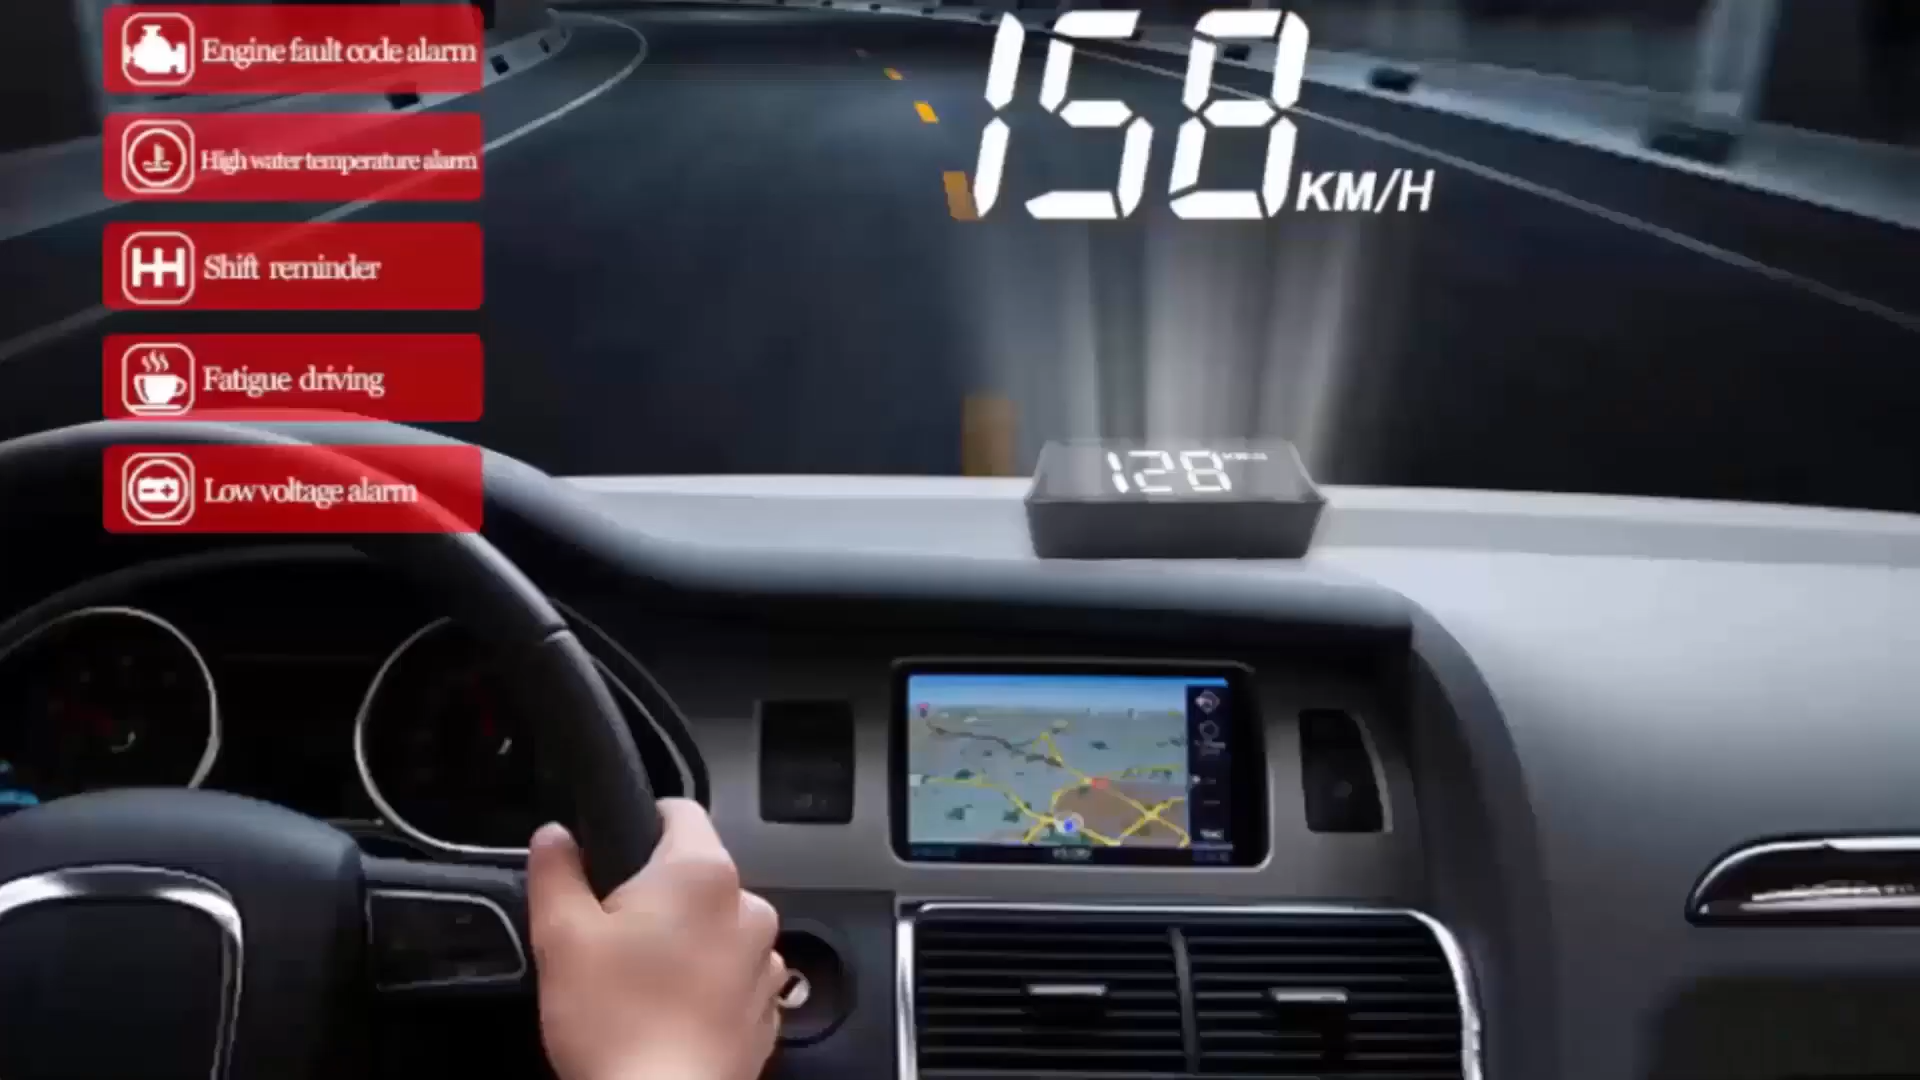 Engine fault code alarm
High water temperature alarm
Shift reminder
Fatigue driving
Low voltage alarm
158
KM/H
128